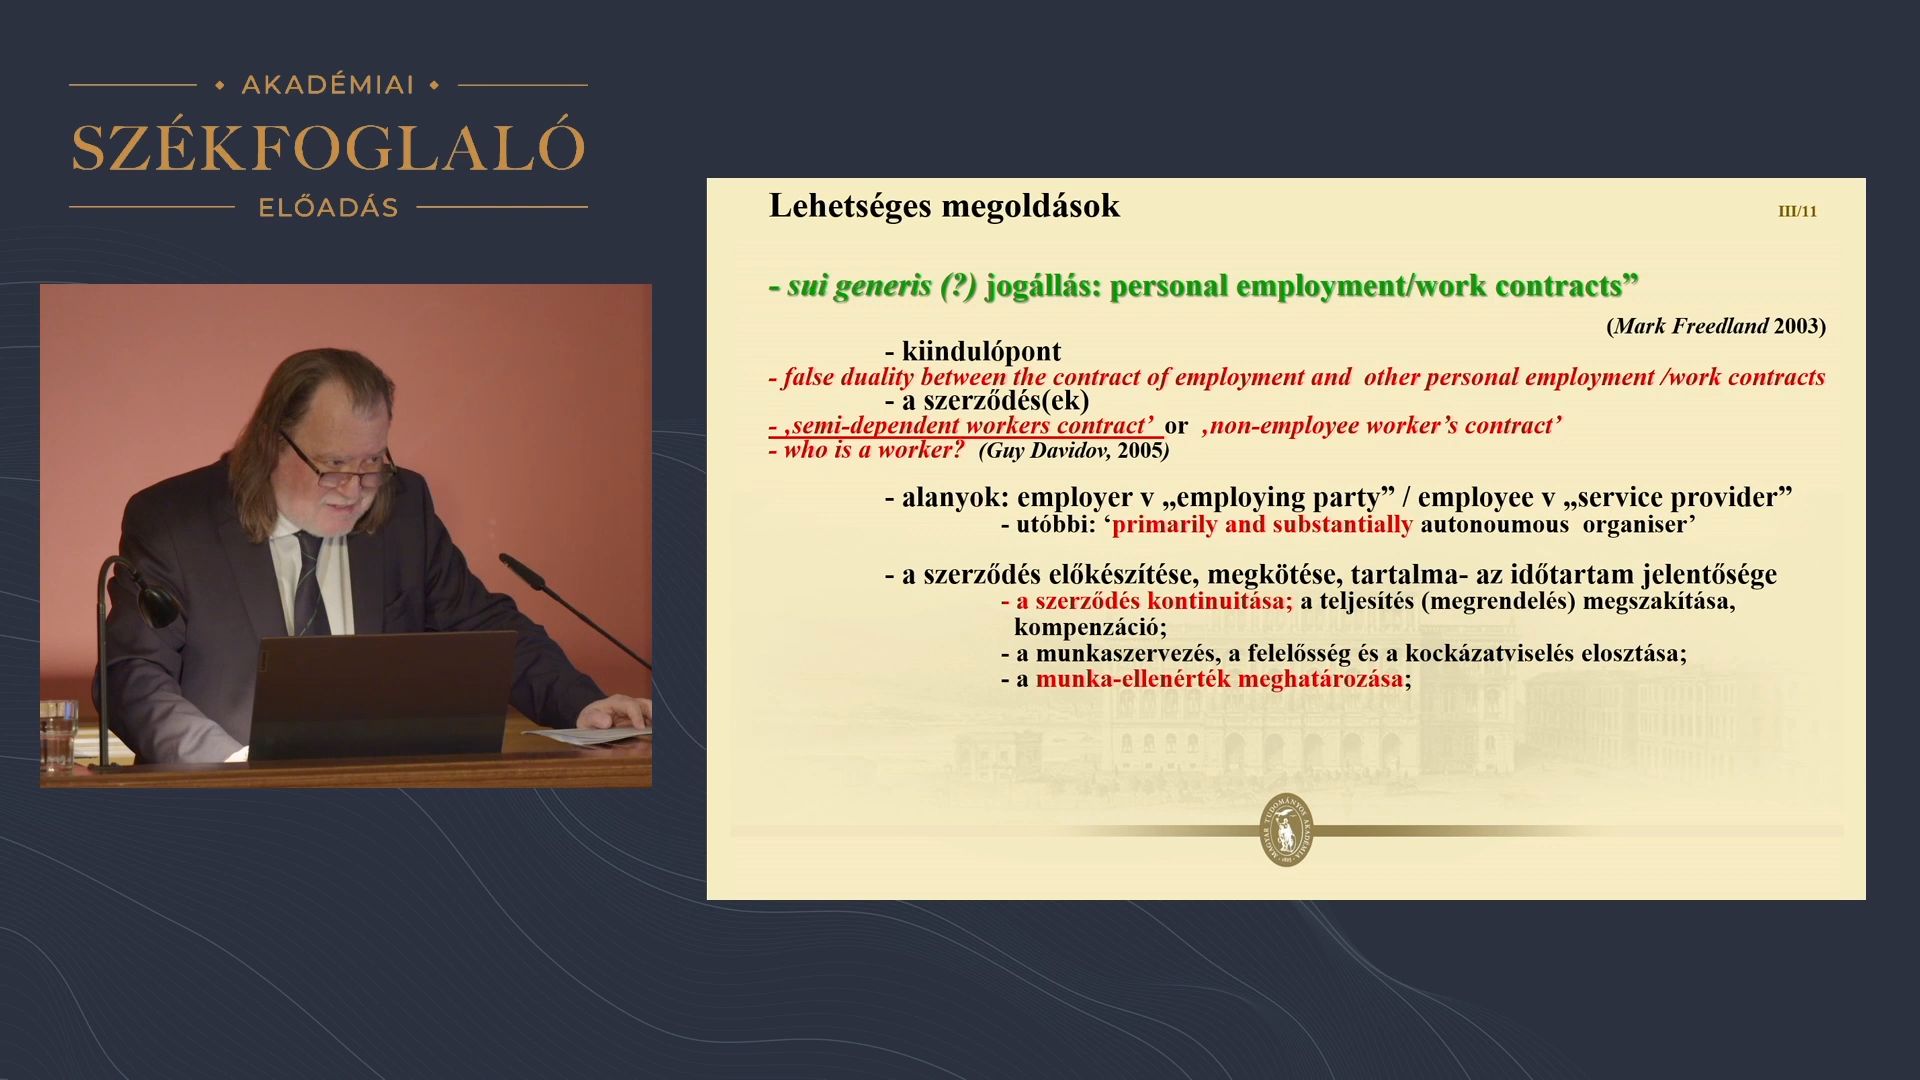 AKADÉMIAI
SZÉKFOGLALÓ
ELŐADÁS
Lehetséges megoldások
III/11
- sui generis (?) jogállás: personal employment/work contracts”
(Mark Freedland 2003)
- kiindulópont
- false duality between the contract of employment and other personal employment /work contracts
- a szerződés(ek)
- ‚semi-dependent workers contract’ or ‚non-employee worker’s contract’
- who is a worker? (Guy Davidov, 2005)
- alanyok: employer v „employing party” / employee v „service provider”
- utóbbi: ‘primarily and substantially autonoumous organiser’
- a szerződés előkészítése, megkötése, tartalma- az időtartam jelentősége
- a szerződés kontinuitása; a teljesítés (megrendelés) megszakítása,
kompenzáció;
- a munkaszervezés, a felelősség és a kockázatviselés elosztása;
- a munka-ellenérték meghatározása;
MAGYAR TUDOMÁNYOS AKADÉMIA